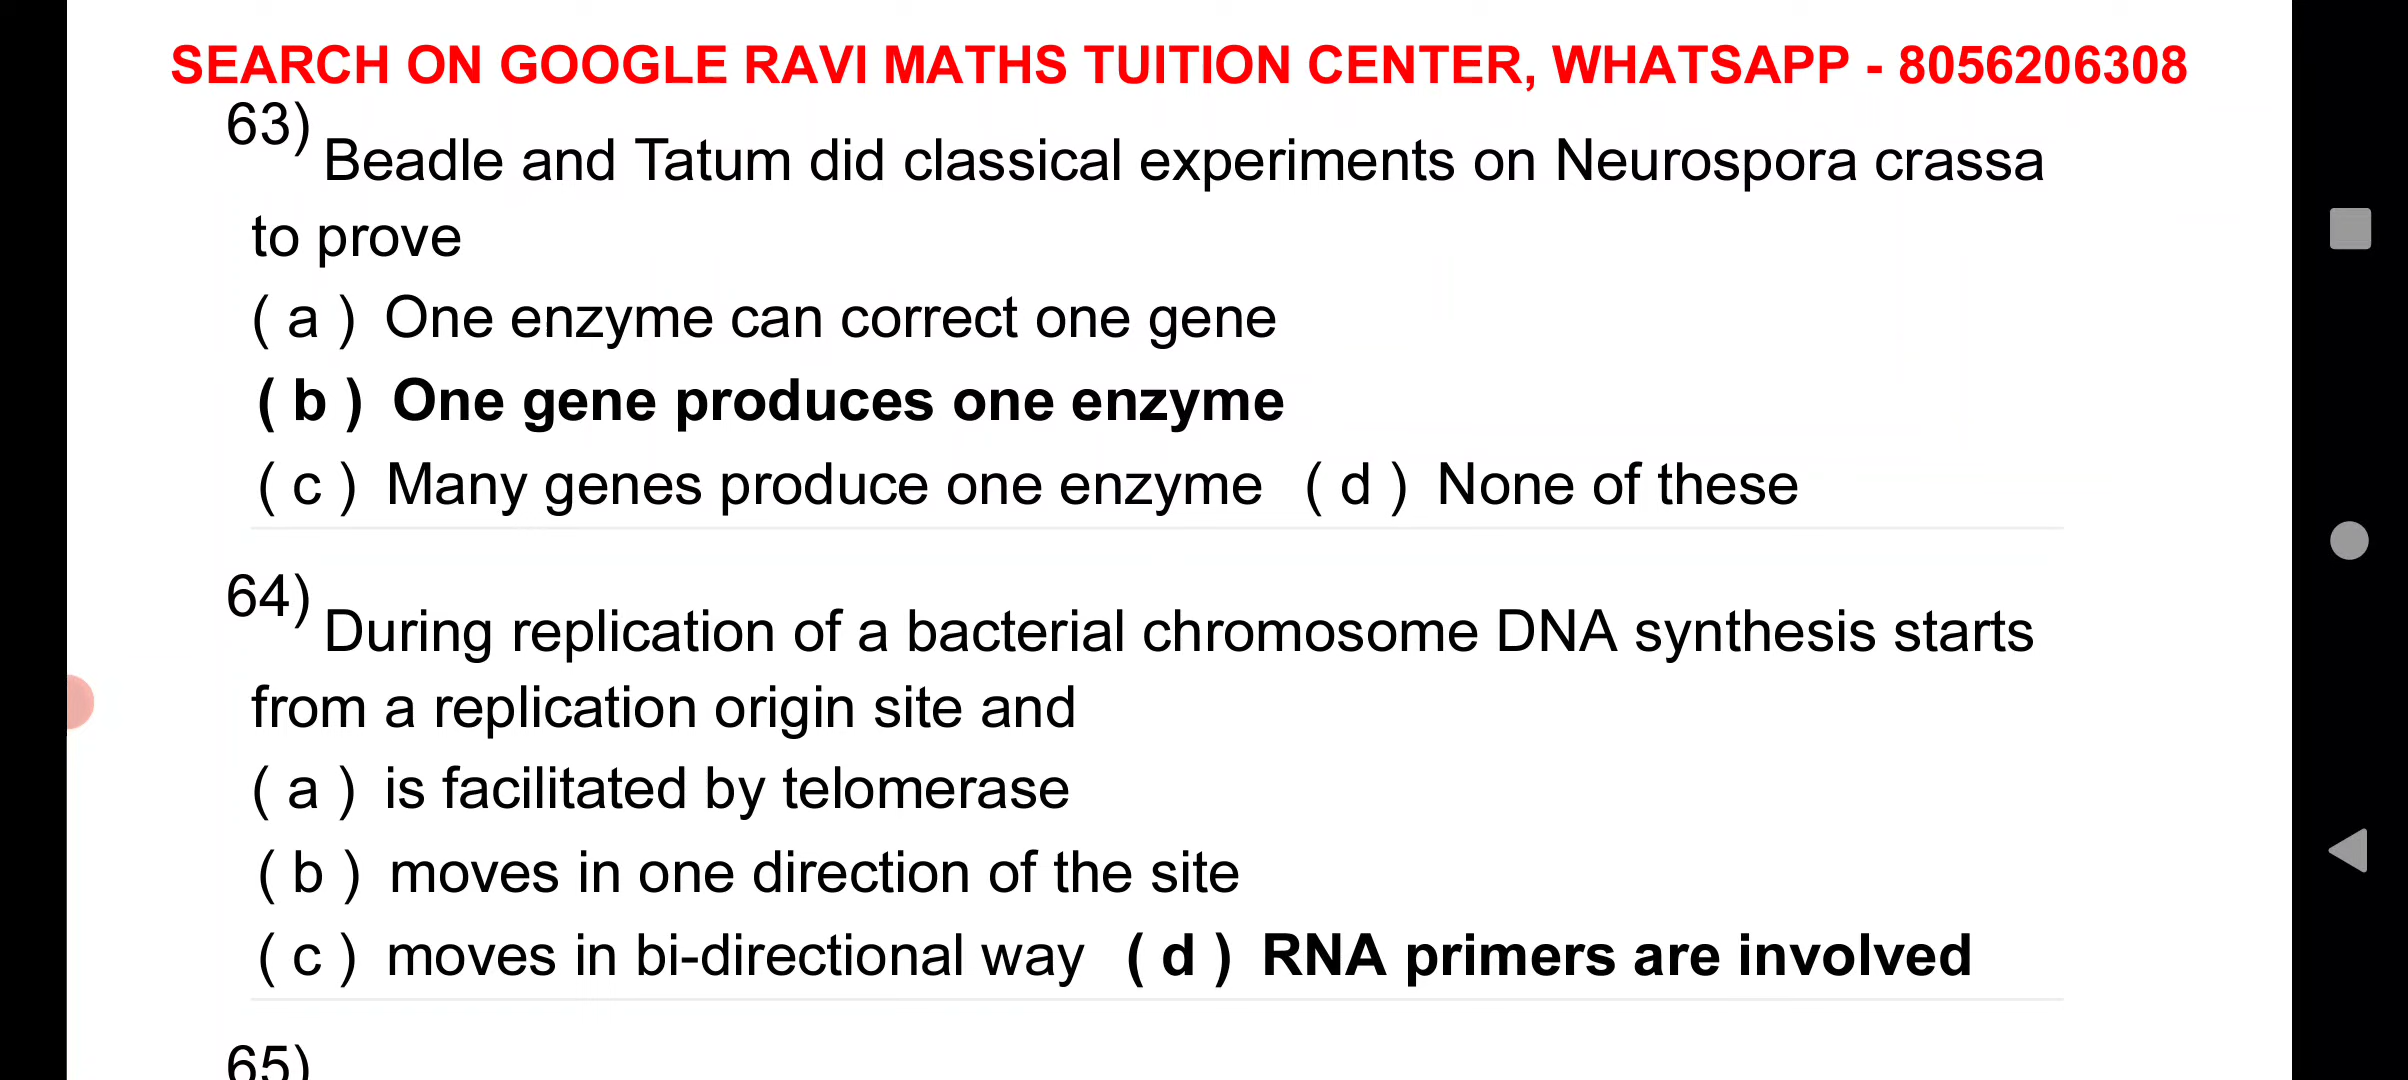 SEARCH ON GOOGLE RAVI MATHS TUITION CENTER, WHATSAPP - 8056206308
63)
Beadle and Tatum did classical experiments on Neurospora crassa
to prove
( a ) One enzyme can correct one gene
( b ) One gene produces one enzyme
( c ) Many genes produce one enzyme ( d ) None of these
64)
During replication of a bacterial chromosome DNA synthesis starts
from a replication origin site and
( a ) is facilitated by telomerase
( b ) moves in one direction of the site
( c ) moves in bi-directional way ( d ) RNA primers are involved
65)